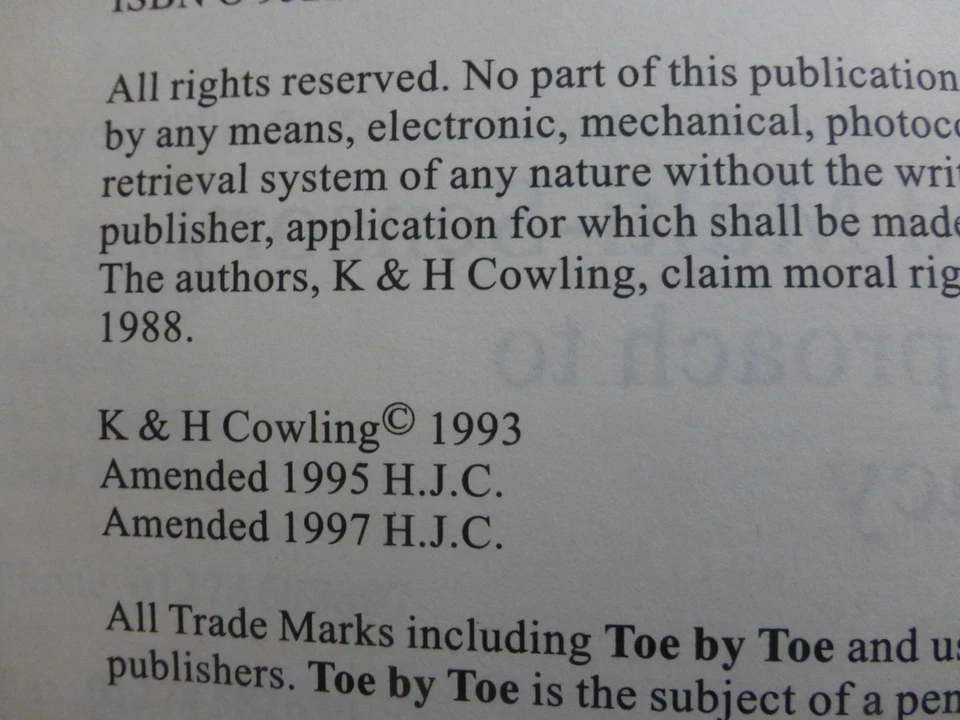 All rights reserved. No part of this publication
by any means, electronic, mechanical,
retrieval system of any nature without the
publisher, application for which shall be made
The authors, K & H Cowling, claim moral
1988.
K & H Cowling© 1993
Amended 1995 H.J.C.
Amended 1997 H.J.C.
All Trade Marks including Toe by Toe and
publishers. Toe by Toe is the subject of a